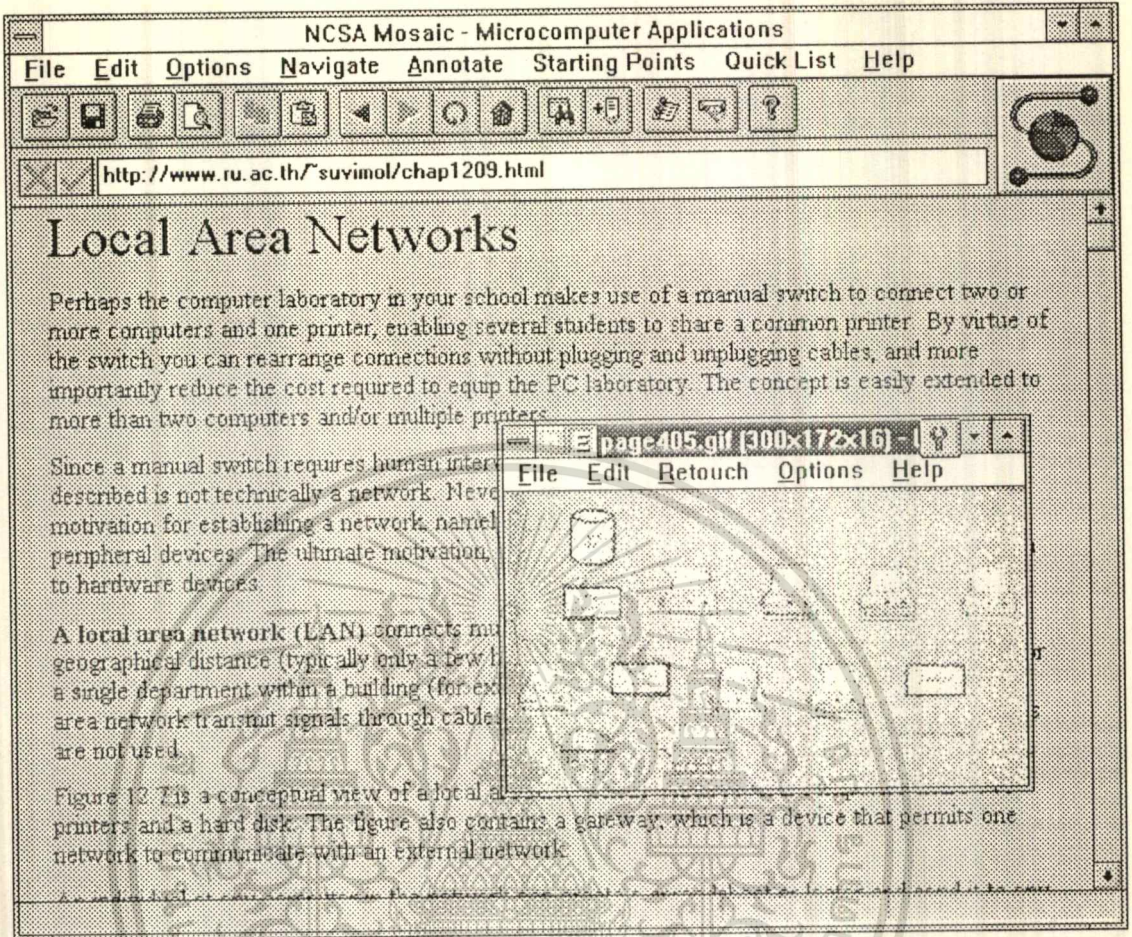 NCSA Mosaic - Microcomputer Applications
File Edit Options Navigate Annotate Starting Points Quick List Help
http://www.ru.ac.th/~suvimol/chap1209.html
Local Area Networks
Perhaps the computer laboratory in your school makes use of a manual switch to connect two or
more computers and one printer, enabling several students to share a common printer. By virtue of
the switch you can rearrange connections without plugging and unplugging cables, and more
importantly reduce the cost required to equip the PC laboratory. The concept is easily extended to
more than two computers and/or multiple printers
Since a manual switch requires human interv
described is not technically a network. Neve
motivation for establishing a network, namel
peripheral devices. The ultimate motivation,
to hardware devices.
A local area network (LAN) connects mu
geographical distance (typically only a few h
a single department within a building (for ex
area network transmit signals through cable
are not used.
Figure 12.7 is a conceptual view of a local a
printers and a hard disk. The figure also contains a gateway, which is a device that permits one
network to communicate with an external network.
page405.gif (300x172x16) -
File Edit Retouch Options Help